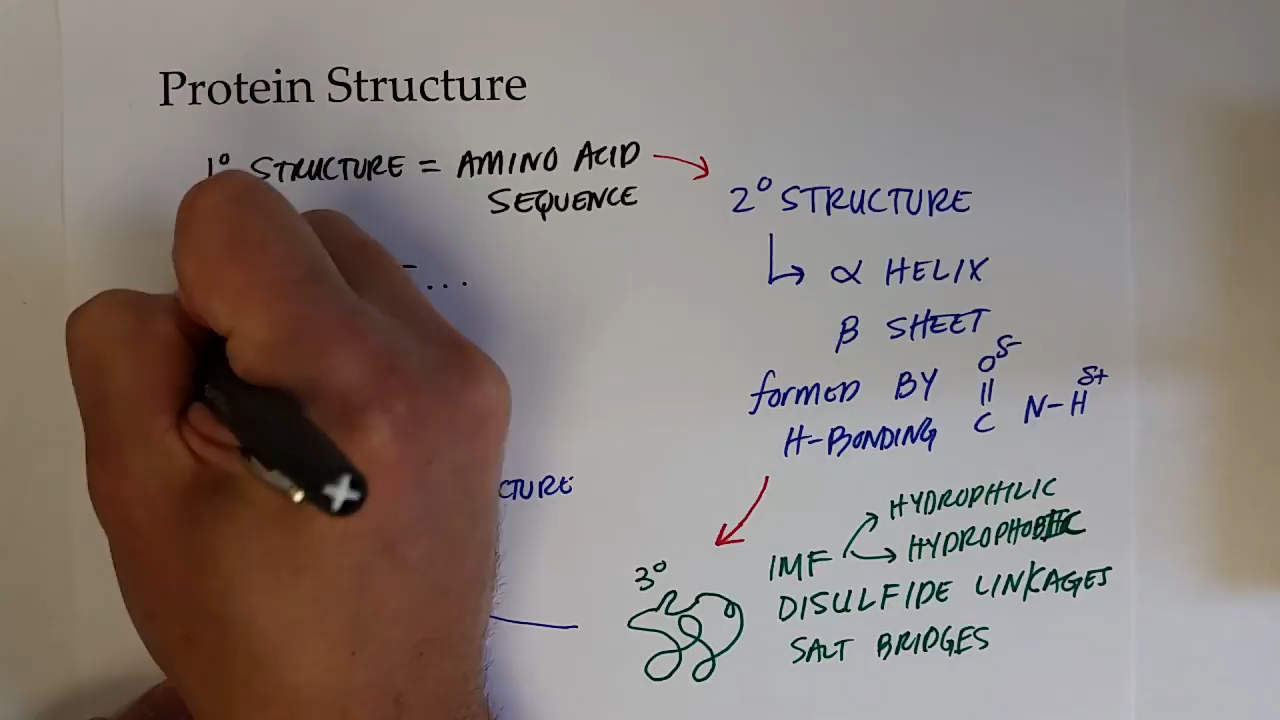 Protein Structure
1° STRUCTURE = AMINO ACID
SEQUENCE
...
2° STRUCTURE
α HELIX
β SHEET
formed BY
H-BONDING
O δ-
C
N-H δ+
CTURE
3°
IMF
HYDROPHILIC
HYDROPHOBIC
DISULFIDE LINKAGES
SALT BRIDGES